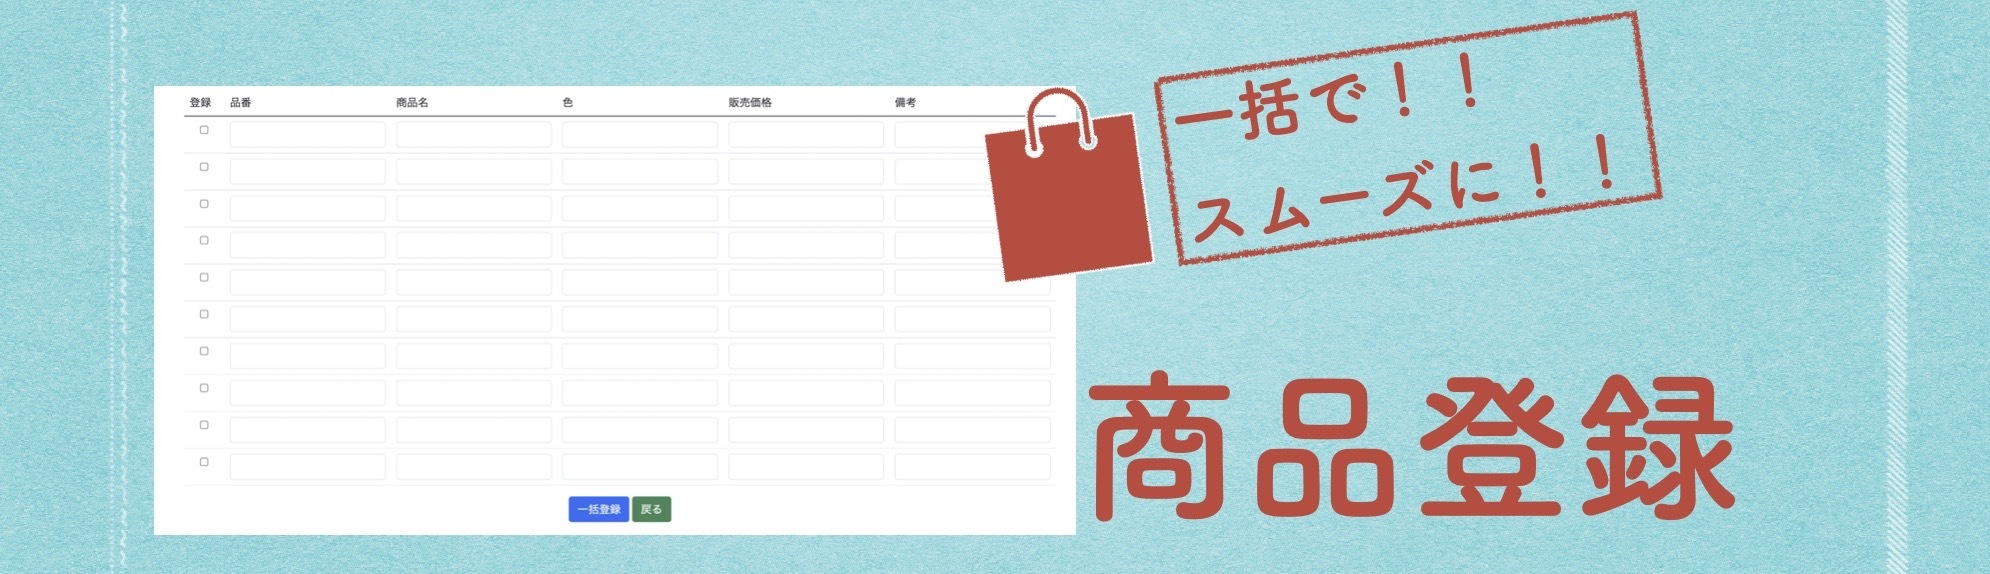 登録 品番 商品名 色 販売価格 備考
一括登録 戻る
一括で！！
スムーズに！！
商品登録